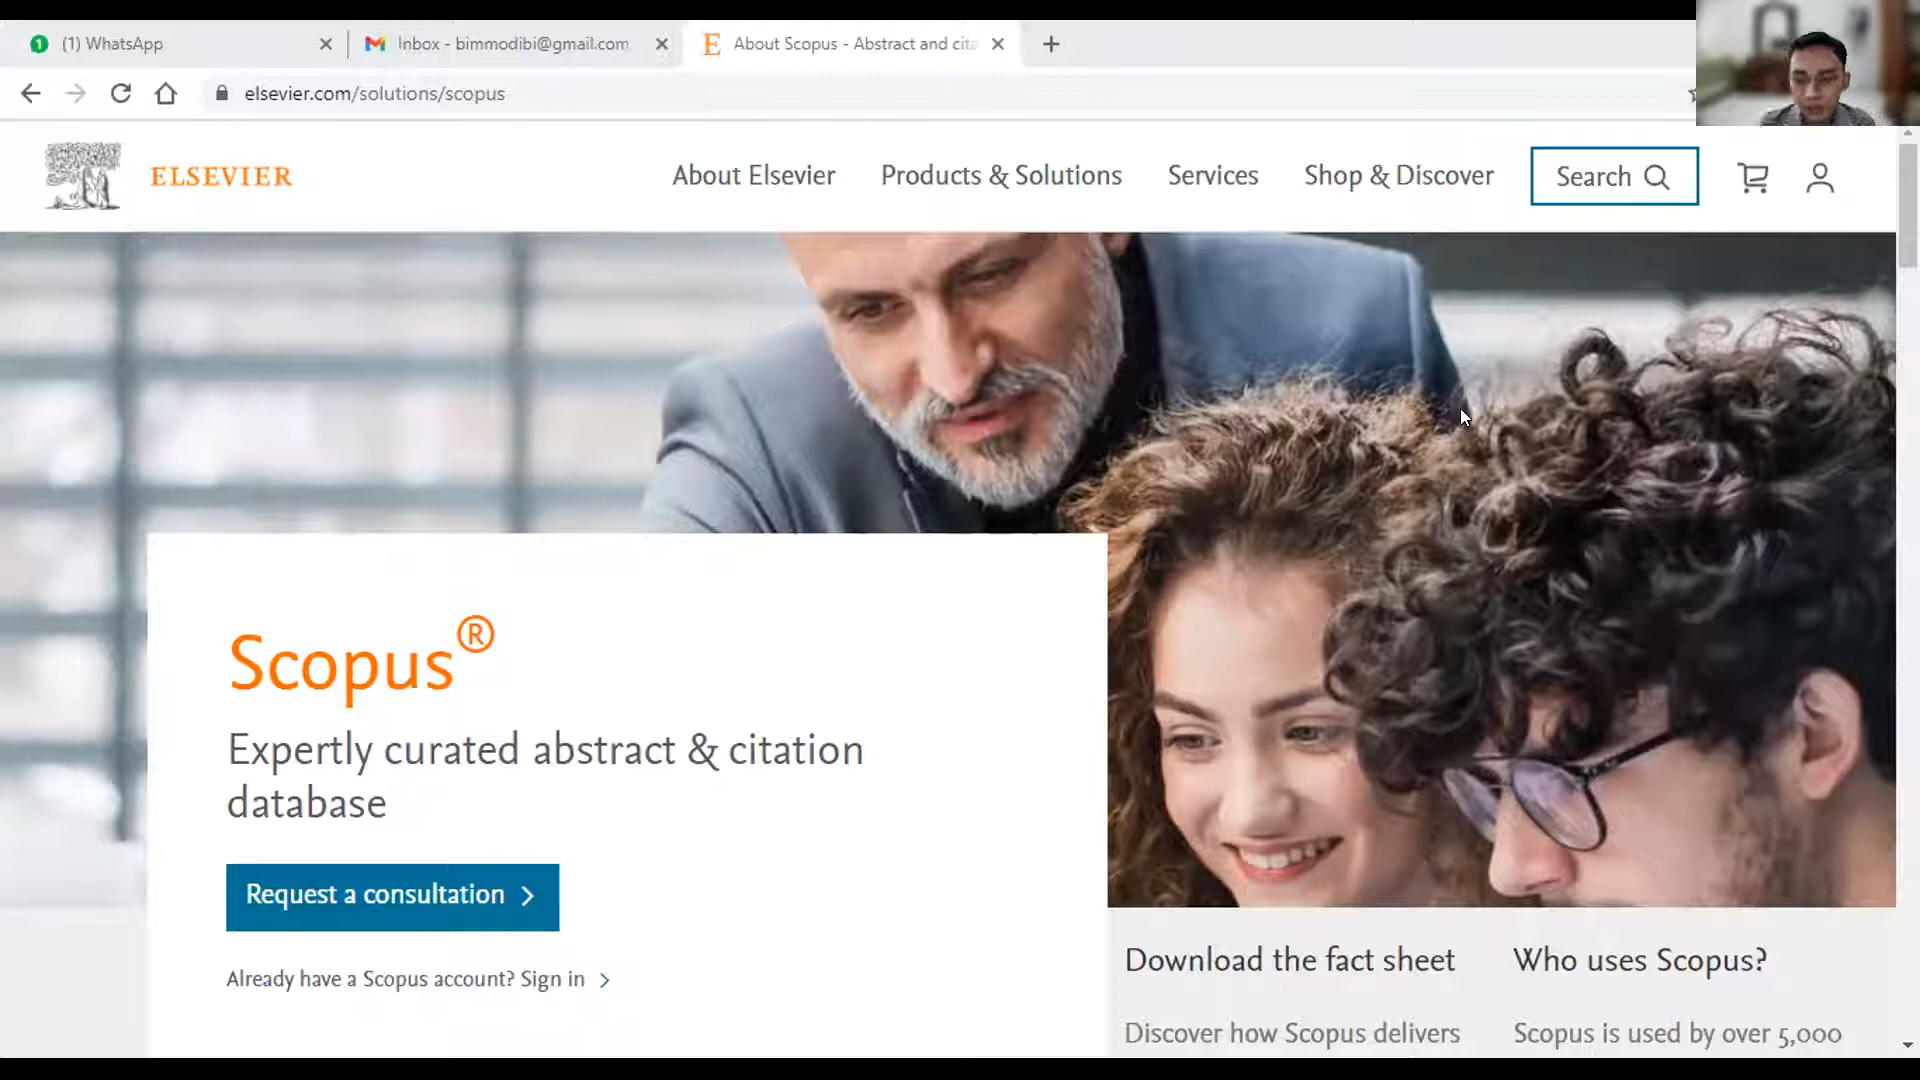 1
(1) WhatsApp
Inbox - bimmodibi@gmail.com
E
About Scopus - Abstract and cita
elsevier.com/solutions/scopus
ELSEVIER
About Elsevier
Products & Solutions
Services
Shop & Discover
Search
Scopus®
Expertly curated abstract & citation
database
Request a consultation
Already have a Scopus account? Sign in
Download the fact sheet
Who uses Scopus?
Discover how Scopus delivers
Scopus is used by over 5,000